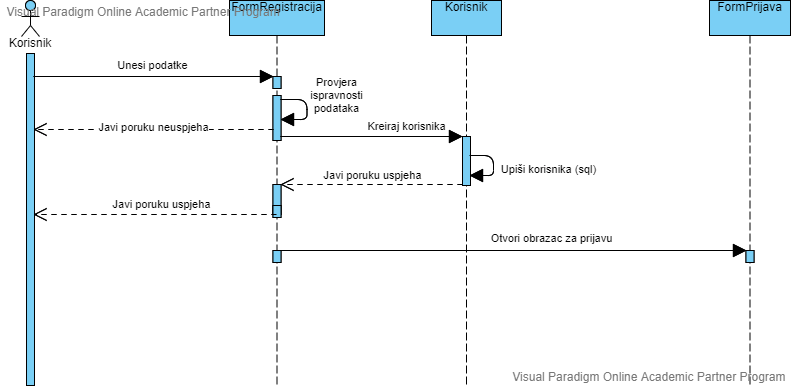 Visual Paradigm Online Academic Partner Program
FormRegistracija
Korisnik
FormPrijava
Korisnik
Unesi podatke
Provjera
ispravnosti
podataka
Javi poruku neuspjeha
Kreiraj korisnika
Upiši korisnika (sql)
Javi poruku uspjeha
Javi poruku uspjeha
Otvori obrazac za prijavu
Visual Paradigm Online Academic Partner Program